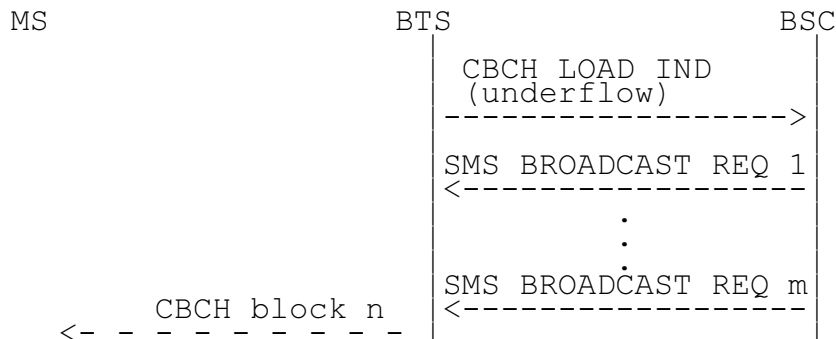 MS BTS BSC
CBCH LOAD IND
(underflow)
SMS BROADCAST REQ 1
SMS BROADCAST REQ m
CBCH block n